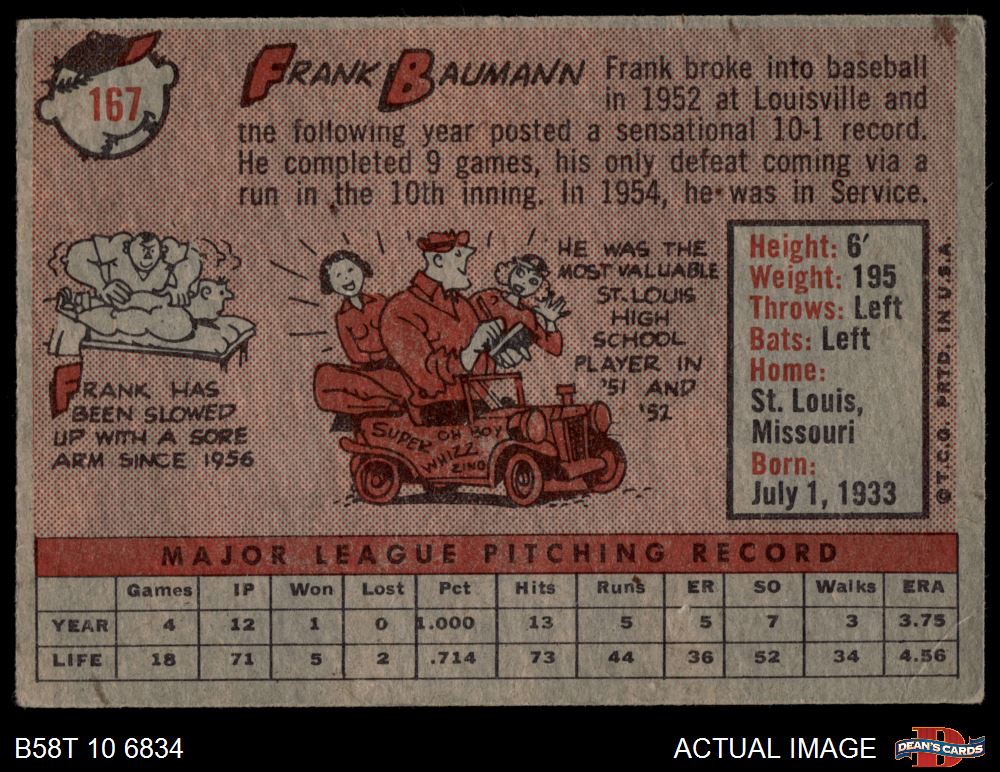 167
FRANK BAUMANN
Frank broke into baseball
in 1952 at Louisville and
the following year posted a sensational 10-1 record.
He completed 9 games, his only defeat coming via a
run in the 10th inning. In 1954, he was in Service.
FRANK HAS
BEEN SLOWED
UP WITH A SORE
ARM SINCE 1956
HE WAS THE
MOST VALUABLE
ST. LOUIS
HIGH
SCHOOL
PLAYER IN
'51 AND
'52
SUPER
OH BOY
WHIZZ
ZING
Height: 6'
Weight: 195
Throws: Left
Bats: Left
Home:
St. Louis,
Missouri
Born:
July 1, 1933
© T.C.G. PRTD. IN U.S.A.
MAJOR LEAGUE PITCHING RECORD
Games IP Won Lost Pct Hits Runs ER SO Walks ERA
YEAR 4 12 1 0 1.000 13 5 5 7 3 3.75
LIFE 18 71 5 2 .714 73 44 36 52 34 4.56
B58T 10 6834
ACTUAL IMAGE
D
DEAN'S CARDS